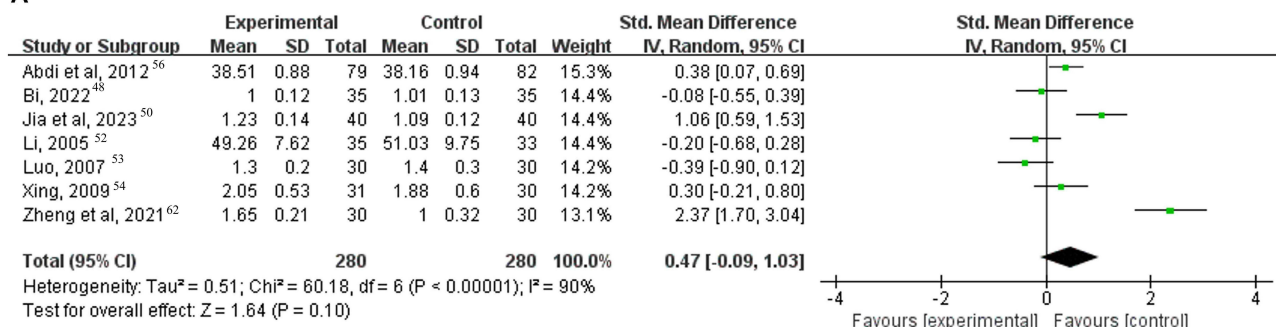 A
Experimental Control Std. Mean Difference Std. Mean Difference
Study or Subgroup Mean SD Total Mean SD Total Weight IV, Random, 95% CI IV, Random, 95% CI
Abdi et al, 2012 56 38.51 0.88 79 38.16 0.94 82 15.3% 0.38 [0.07, 0.69]
Bi, 2022 48 1 0.12 35 1.01 0.13 35 14.4% -0.08 [-0.55, 0.39]
Jia et al, 2023 50 1.23 0.14 40 1.09 0.12 40 14.4% 1.06 [0.59, 1.53]
Li, 2005 52 49.26 7.62 35 51.03 9.75 33 14.4% -0.20 [-0.68, 0.28]
Luo, 2007 53 1.3 0.2 30 1.4 0.3 30 14.2% -0.39 [-0.90, 0.12]
Xing, 2009 54 2.05 0.53 31 1.88 0.6 30 14.2% 0.30 [-0.21, 0.80]
Zheng et al, 2021 62 1.65 0.21 30 1 0.32 30 13.1% 2.37 [1.70, 3.04]
Total (95% CI) 280 280 100.0% 0.47 [-0.09, 1.03]
Heterogeneity: Tau² = 0.51; Chi² = 60.18, df = 6 (P < 0.00001); I² = 90%
Test for overall effect: Z = 1.64 (P = 0.10)
-4 -2 0 2 4
Favours [experimental] Favours [control]